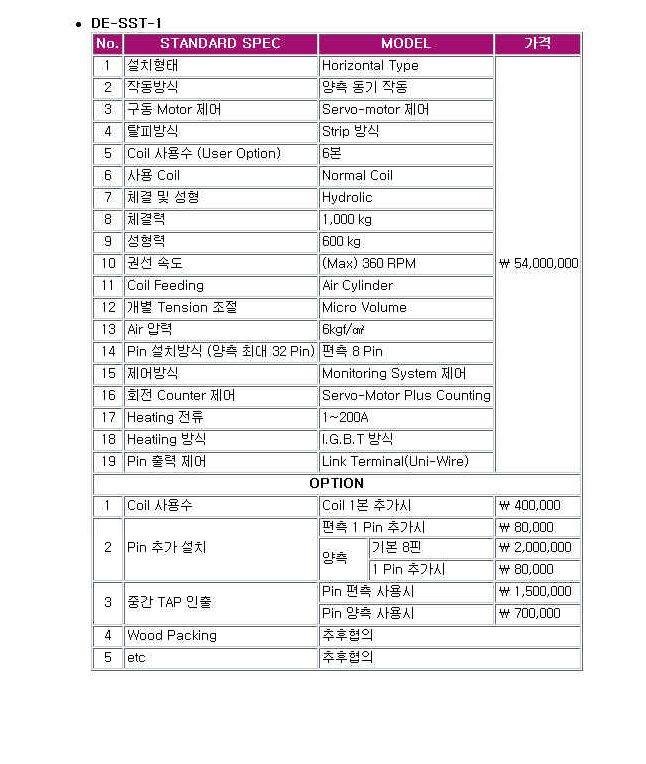 • DE-SST-1
No. STANDARD SPEC MODEL 가격
1 설치형태 Horizontal Type
2 작동방식 양측 동기 작동
3 구동 Motor 제어 Servo-motor 제어
4 탈피방식 Strip 방식
5 Coil 사용수 (User Option) 6본
6 사용 Coil Normal Coil
7 체결 및 성형 Hydrolic
8 체결력 1,000 kg
9 성형력 600 kg
10 권선 속도 (Max) 360 RPM ₩ 54,000,000
11 Coil Feeding Air Cylinder
12 개별 Tension 조절 Micro Volume
13 Air 압력 6kgf/㎠
14 Pin 설치방식 (양측 최대 32 Pin) 편측 8 Pin
15 제어방식 Monitoring System 제어
16 회전 Counter 제어 Servo-Motor Plus Counting
17 Heating 전류 1~200A
18 Heatiing 방식 I.G.B.T 방식
19 Pin 출력 제어 Link Terminal(Uni-Wire)
OPTION
1 Coil 사용수 Coil 1본 추가시 ₩ 400,000
2 Pin 추가 설치 편측 1 Pin 추가시 ₩ 80,000
양측 기본 8핀 ₩ 2,000,000
1 Pin 추가시 ₩ 80,000
3 중간 TAP 인출 Pin 편측 사용시 ₩ 1,500,000
Pin 양측 사용시 ₩ 700,000
4 Wood Packing 추후협의
5 etc 추후협의